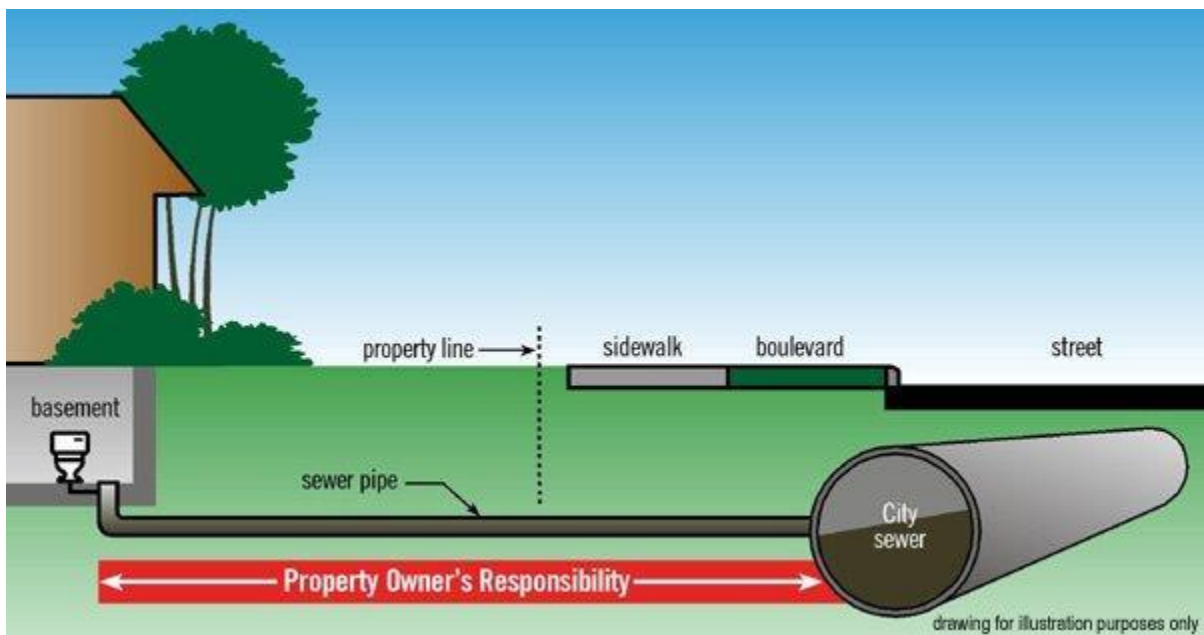 property line
sidewalk
boulevard
street
basement
sewer pipe
City
sewer
Property Owner's Responsibility
drawing for illustration purposes only